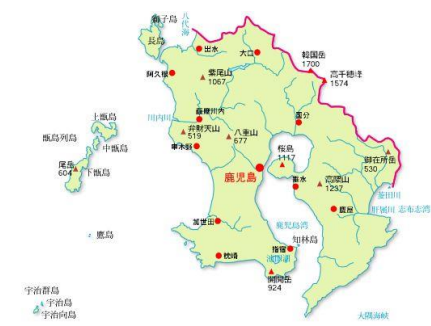 獅子島
八代海
長島
出水
大口
韓国岳
1700
高千穂峰
1574
阿久根
紫尾山
1067
上甑島
川内川
薩摩川内
国分
甑島列島
中甑島
弁財天山
519
八重山
677
桜島
1117
御在所岳
530
串木野
尾岳
604
下甑島
鹿児島
垂水
高隈山
1237
菱田川
鹿屋
肝属川
志布志湾
加世田
鹿児島湾
鷹島
知林島
指宿
池田湖
枕崎
宇治群島
開聞岳
924
宇治島
宇治向島
大隅海峡